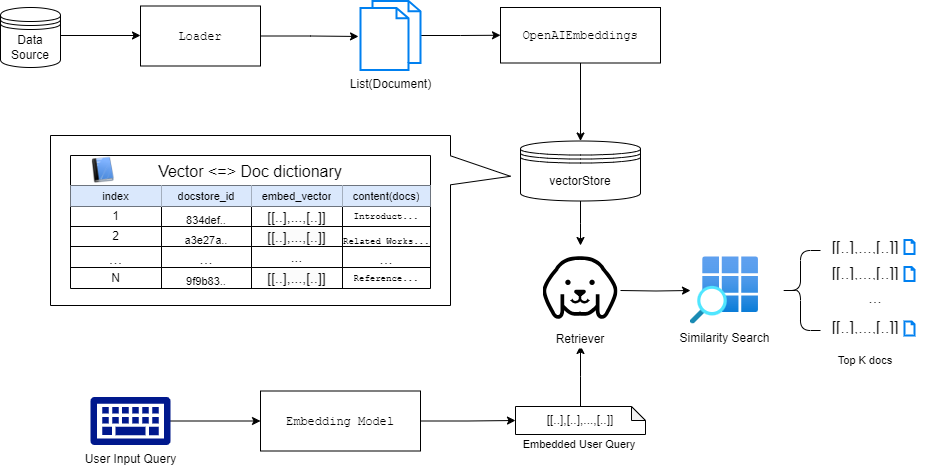 Data
Source
Loader
List(Document)
OpenAIEmbeddings
vectorStore
Vector <=> Doc dictionary
index docstore_id embed_vector content(docs)
1 834def.. [[..],...,[..]] Introduct...
2 a3e27a.. [[..],...,[..]] Related Works...
... ... ... ...
N 9f9b83.. [[..],...,[..]] Reference...
Retriever
Similarity Search
[[..],...,[..]]
[[..],...,[..]]
...
[[..],...,[..]]
Top K docs
User Input Query
Embedding Model
[[..],[..],...,[..]]
Embedded User Query